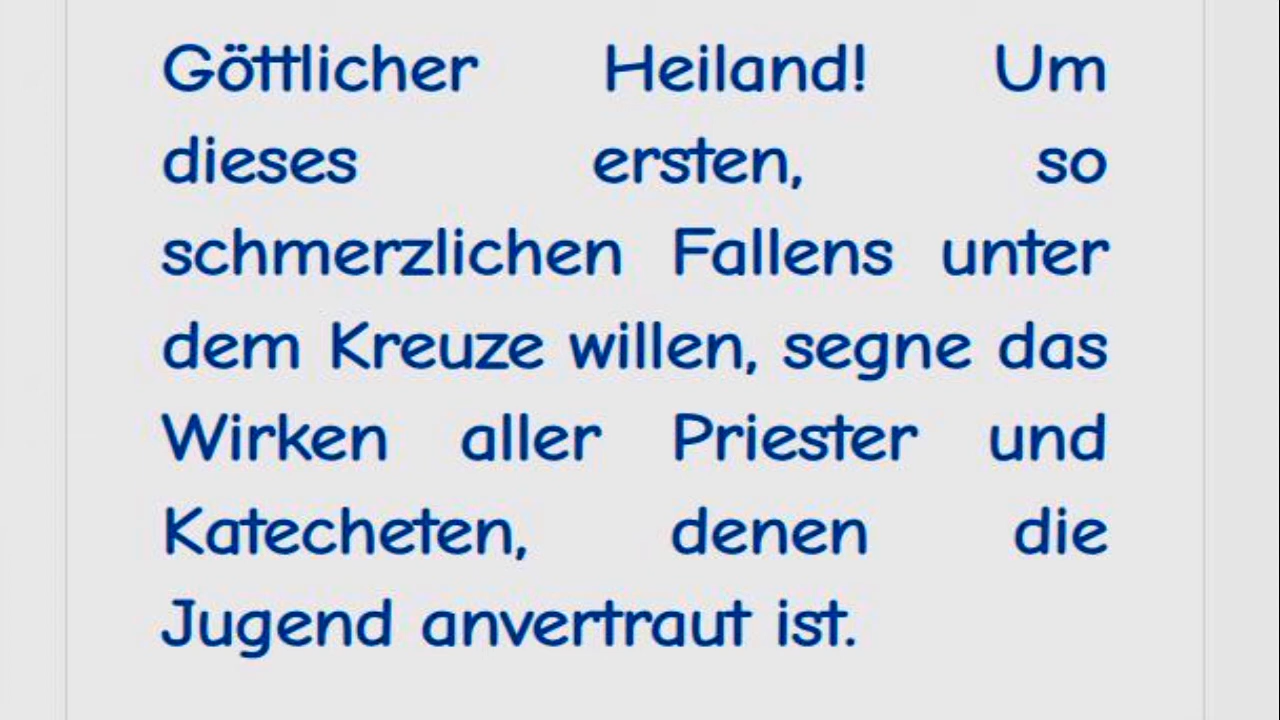 Göttlicher Heiland! Um
dieses ersten, so
schmerzlichen Fallens unter
dem Kreuze willen, segne das
Wirken aller Priester und
Katecheten, denen die
Jugend anvertraut ist.